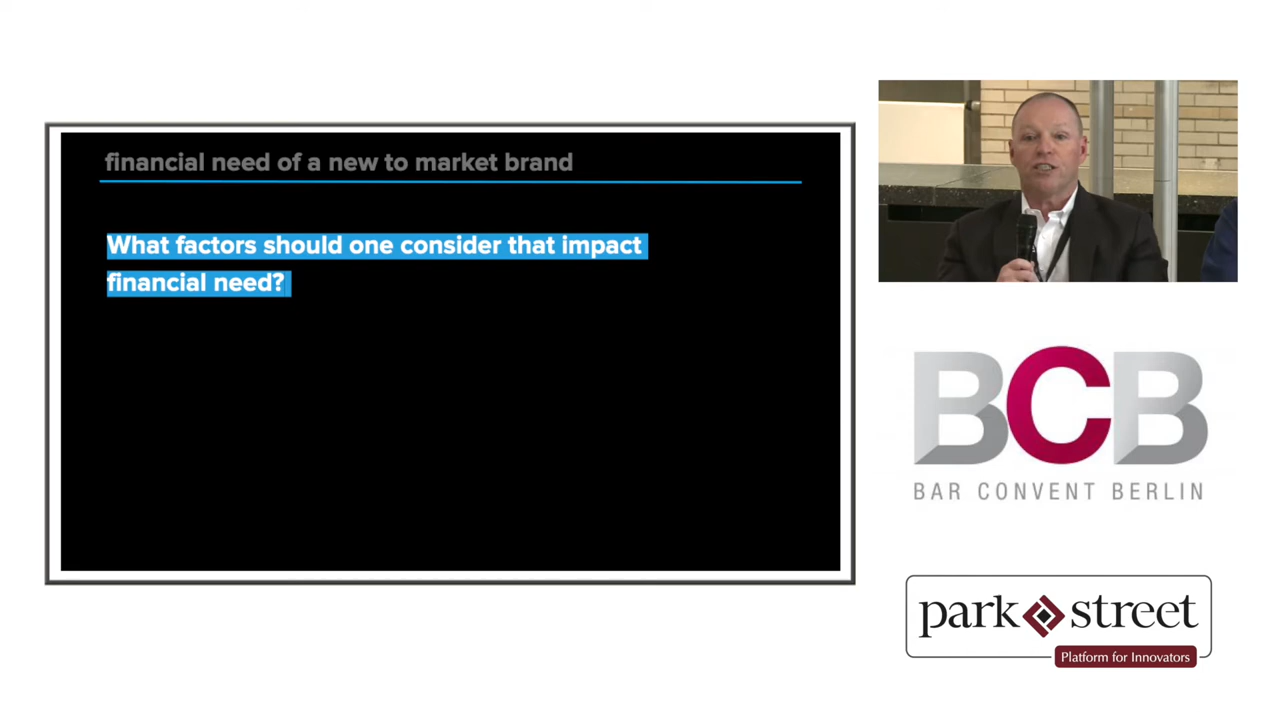 financial need of a new to market brand
What factors should one consider that impact
financial need?
BCB
BAR CONVENT BERLIN
park street
Platform for Innovators